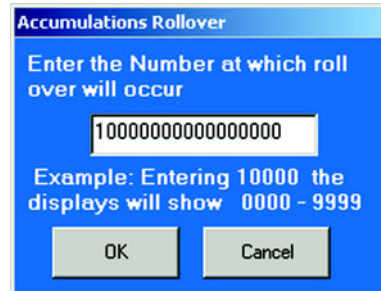 Accumulations Rollover
Enter the Number at which roll
over will occur
10000000000000000
Example: Entering 10000 the
displays will show 0000 - 9999
OK Cancel